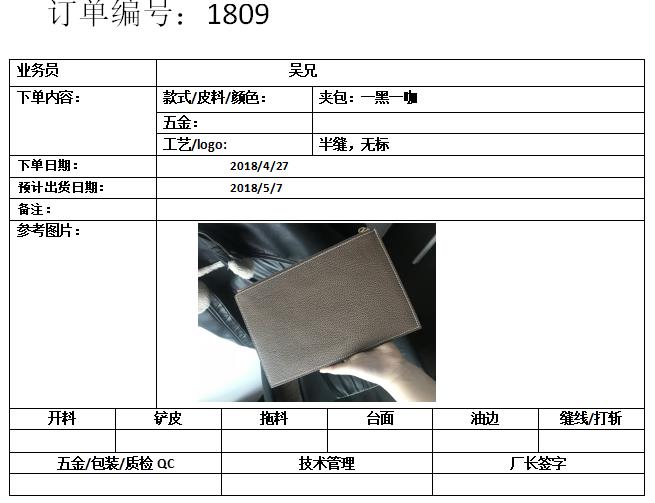 订单编号：1809
业务员 吴兄
下单内容： 款式/皮料/颜色： 夹包：一黑一咖
五金：
工艺/logo: 半缝，无标
下单日期： 2018/4/27
预计出货日期： 2018/5/7
备注：
参考图片：
开料 铲皮 拖料 台面 油边 缝线/打斩
五金/包装/质检 QC 技术管理 厂长签字